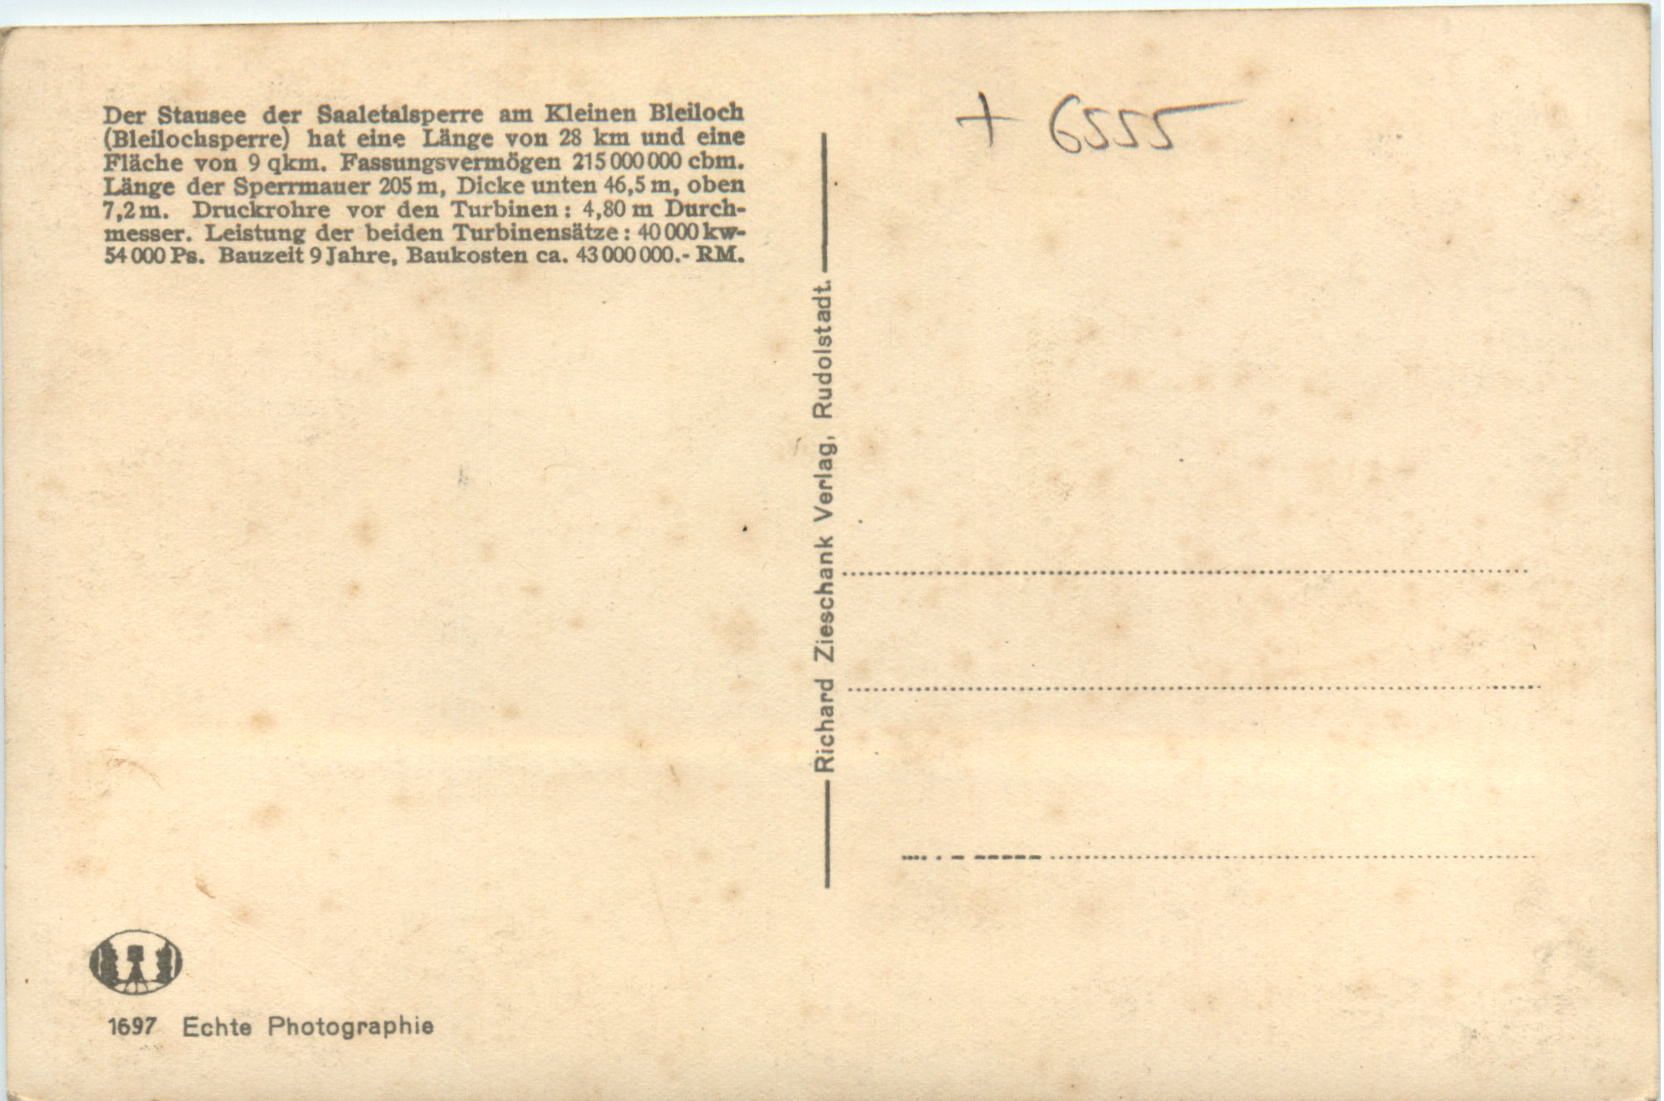 Der Stausee der Saaletalsperre am Kleinen Bleiloch
(Bleilochsperre) hat eine Länge von 28 km und eine
Fläche von 9 qkm. Fassungsvermögen 215 000 000 cbm.
Länge der Sperrmauer 205 m, Dicke unten 46,5 m, oben
7,2 m. Druckrohre vor den Turbinen : 4,80 m Durch-
messer. Leistung der beiden Turbinensätze : 40 000 kw-
54 000 Ps. Bauzeit 9 Jahre, Baukosten ca. 43 000 000.- RM.
1697 Echte Photographie
Richard Zieschank Verlag, Rudolstadt.
+ 6555